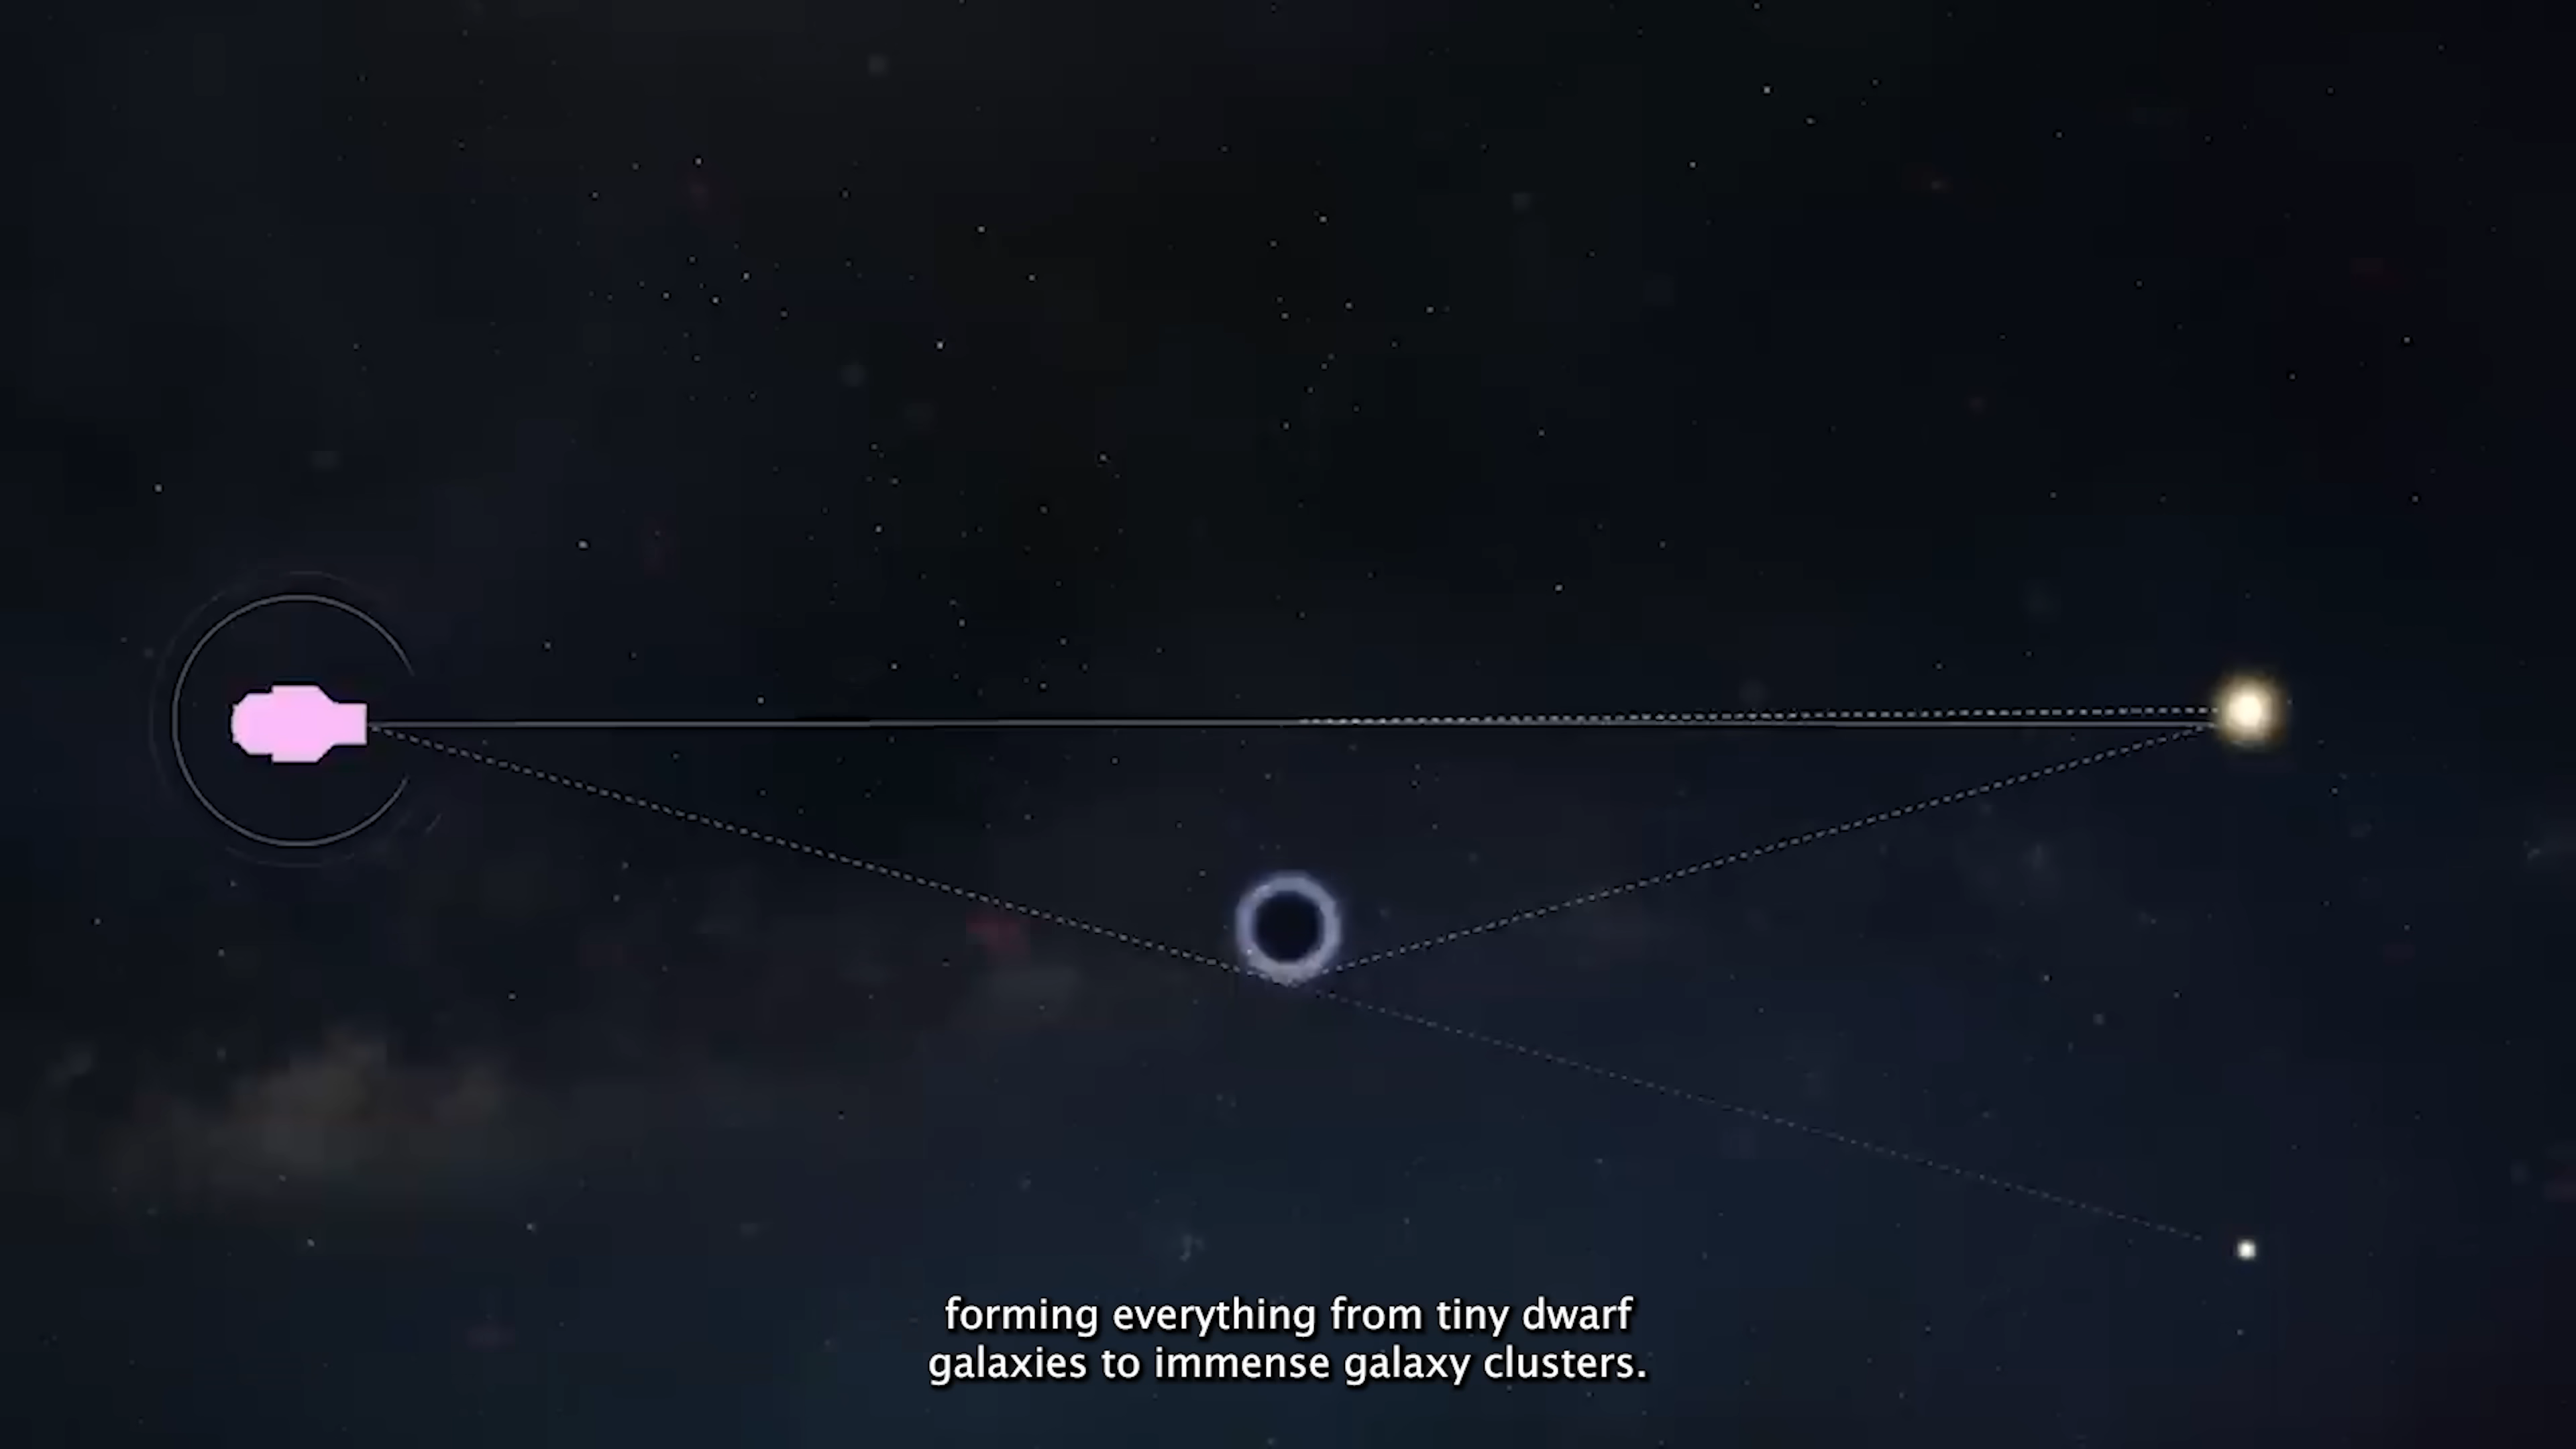 forming everything from tiny dwarf
galaxies to immense galaxy clusters.